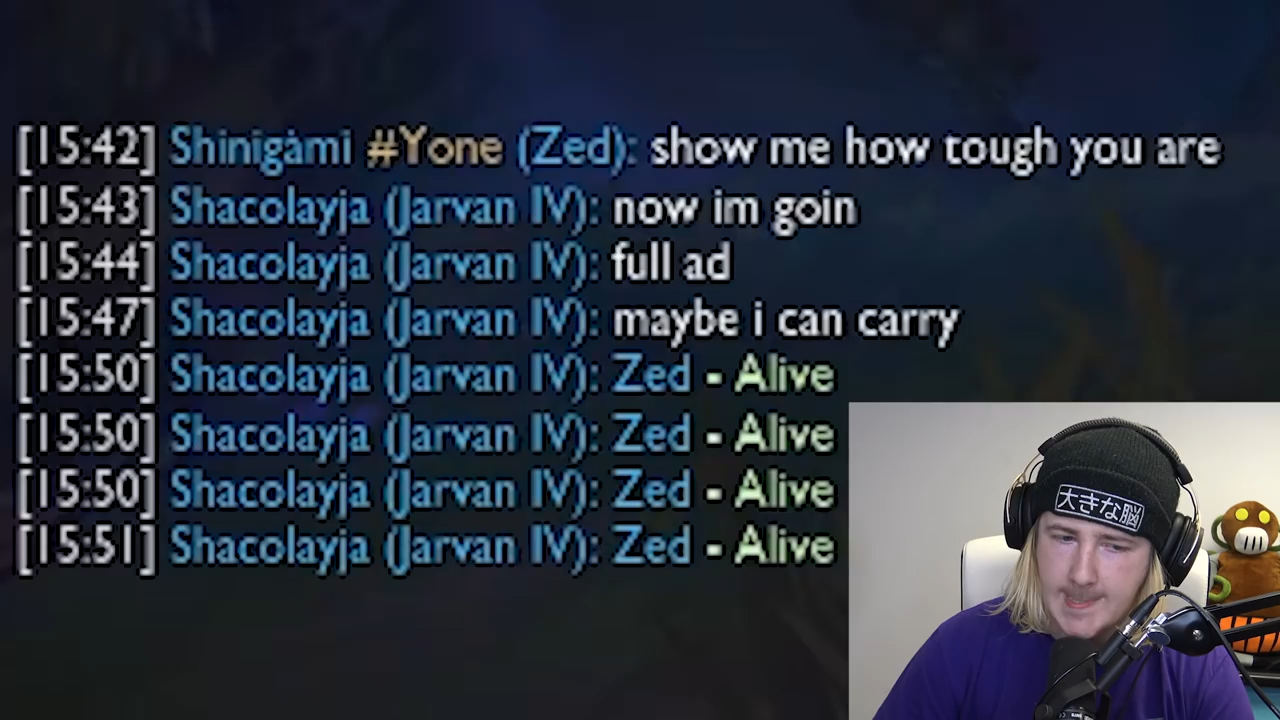 [15:42] Shinigàmi #Yone (Zed): show me how tough you are
[15:43] Shacolayja (Jarvan IV): now im goin
[15:44] Shacolayja (Jarvan IV): full ad
[15:47] Shacolayja (Jarvan IV): maybe i can carry
[15:50] Shacolayja (Jarvan IV): Zed - Alive
[15:50] Shacolayja (Jarvan IV): Zed - Alive
[15:50] Shacolayja (Jarvan IV): Zed - Alive
[15:51] Shacolayja (Jarvan IV): Zed - Alive
大きな脳